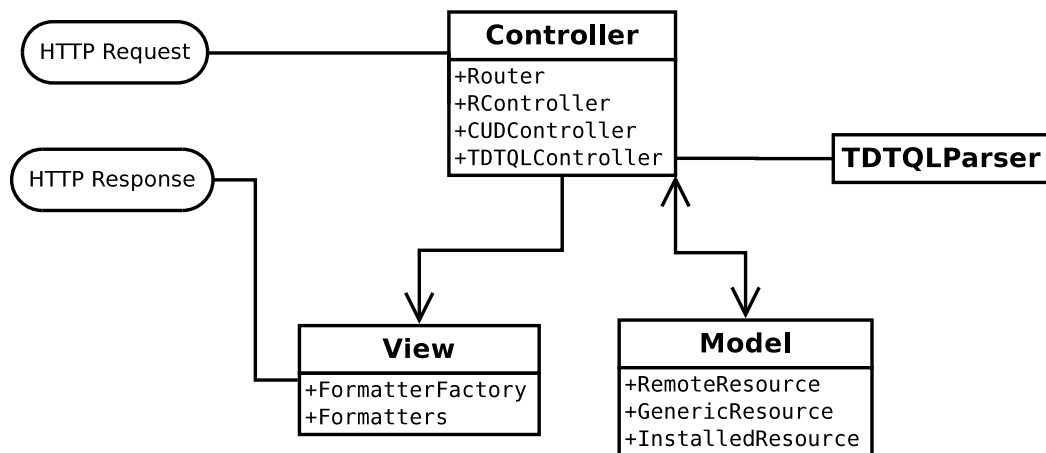 HTTP Request
Controller
+Router
+RController
+CUDController
+TDTQLController
TDTQLParser
HTTP Response
View
+FormatterFactory
+Formatters
Model
+RemoteResource
+GenericResource
+InstalledResource